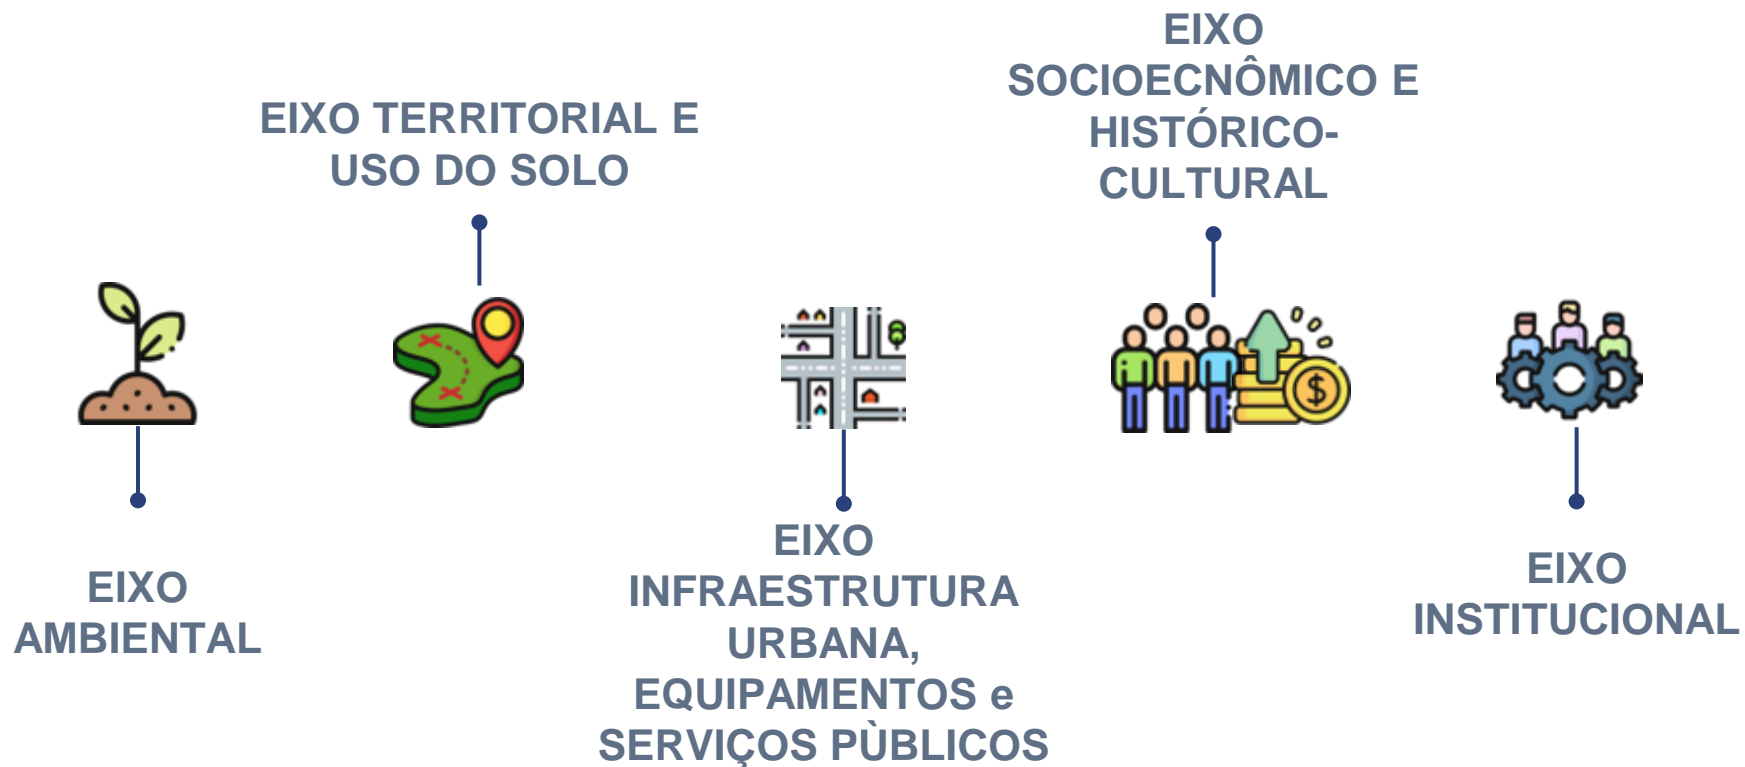 EIXO
AMBIENTAL
EIXO TERRITORIAL E
USO DO SOLO
EIXO
INFRAESTRUTURA
URBANA,
EQUIPAMENTOS e
SERVIÇOS PÙBLICOS
EIXO
SOCIOECNÔMICO E
HISTÓRICO-
CULTURAL
EIXO
INSTITUCIONAL